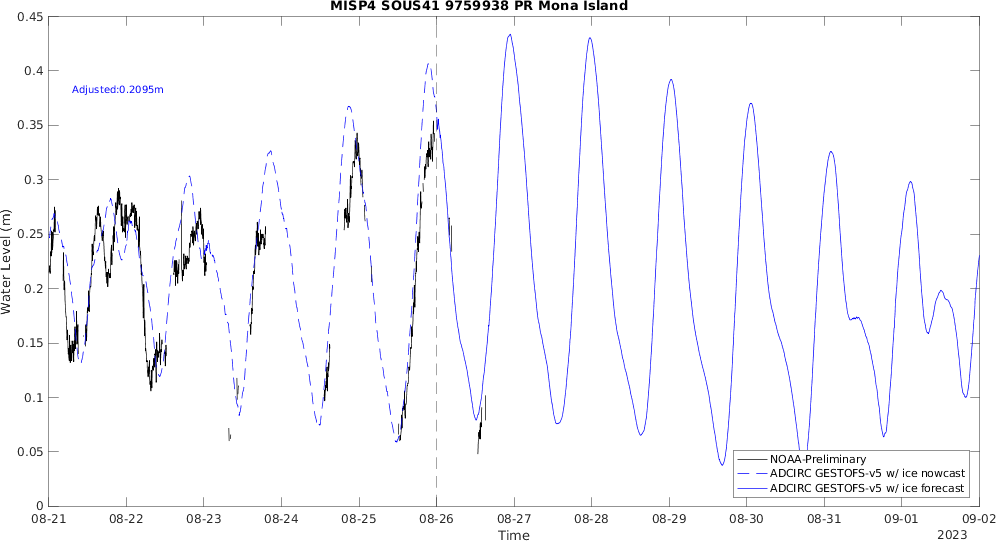 MISP4 SOUS41 9759938 PR Mona Island
0.45
0.4
0.35
0.3
0.25
0.2
0.15
0.1
0.05
0
Water Level (m)
Adjusted:0.2095m
NOAA-Preliminary
ADCIRC GESTOFS-v5 w/ ice nowcast
ADCIRC GESTOFS-v5 w/ ice forecast
08-21 08-22 08-23 08-24 08-25 08-26 08-27 08-28 08-29 08-30 08-31 09-01 09-02
Time
2023